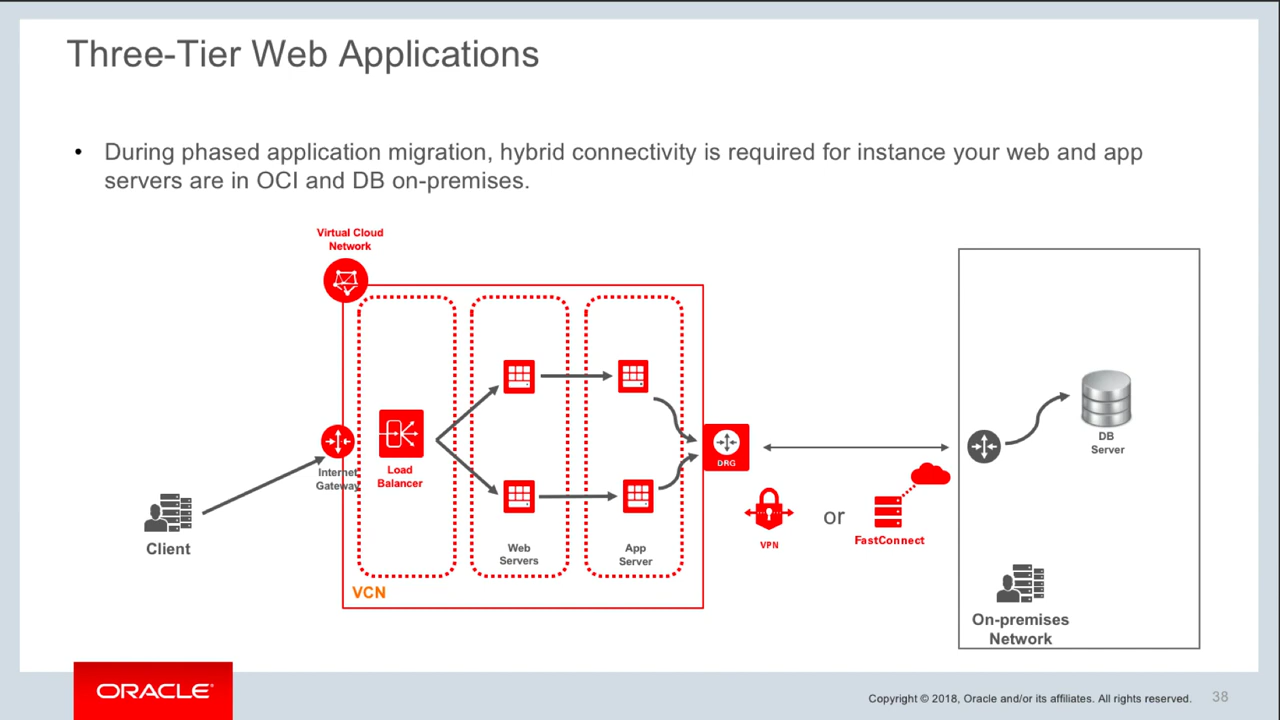 Three-Tier Web Applications
• During phased application migration, hybrid connectivity is required for instance your web and app
servers are in OCI and DB on-premises.
Virtual Cloud
Network
Internet
Gateway
Load
Balancer
Client
Web
Servers
App
Server
VCN
DRG
VPN
or
FastConnect
DB
Server
On-premises
Network
ORACLE®
Copyright © 2018, Oracle and/or its affiliates. All rights reserved.
38